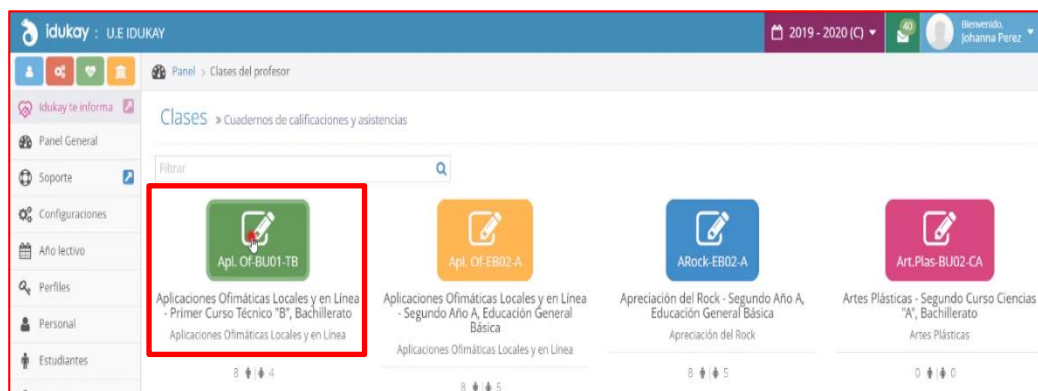 idukay : U.E IDUKAY
2019 - 2020 (C)
40
Bienvenido,
Johanna Perez
Panel > Clases del profesor
Idukay te informa
Clases » Cuadernos de calificaciones y asistencias
Panel General
Filtrar
Soporte
Configuraciones
Año lectivo
Perfiles
Personal
Estudiantes
Apl. Of-BU01-TB
Aplicaciones Ofimáticas Locales y en Línea
- Primer Curso Técnico "B", Bachillerato
Aplicaciones Ofimáticas Locales y en Línea
8 4
Apl. Of-EB02-A
Aplicaciones Ofimáticas Locales y en Línea
- Segundo Año A, Educación General
Básica
Aplicaciones Ofimáticas Locales y en Línea
8 5
ARock-EB02-A
Apreciación del Rock - Segundo Año A,
Educación General Básica
Apreciación del Rock
8 5
Art.Plas-BU02-CA
Artes Plásticas - Segundo Curso Ciencias
"A", Bachillerato
Artes Plásticas
0 0